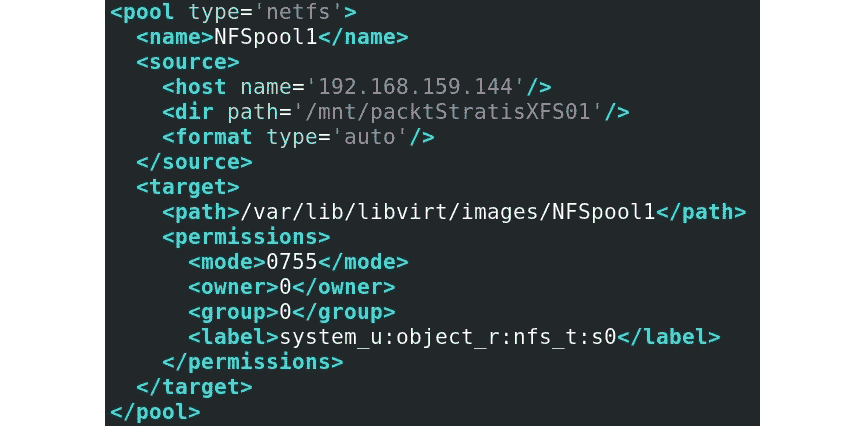 <pool type='netfs'>
  <name>NFSpool1</name>
  <source>
    <host name='192.168.159.144'/>
    <dir path='/mnt/packtStratisXFS01'/>
    <format type='auto'/>
  </source>
  <target>
    <path>/var/lib/libvirt/images/NFSpool1</path>
    <permissions>
      <mode>0755</mode>
      <owner>0</owner>
      <group>0</group>
      <label>system_u:object_r:nfs_t:s0</label>
    </permissions>
  </target>
</pool>